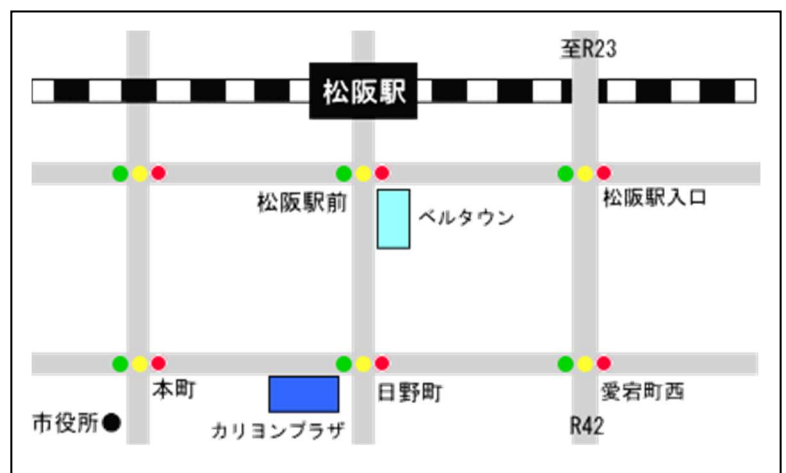 至R23
松阪駅
松阪駅前
松阪駅入口
ベルタウン
本町
日野町
愛宕町西
市役所
カリヨンプラザ
R42